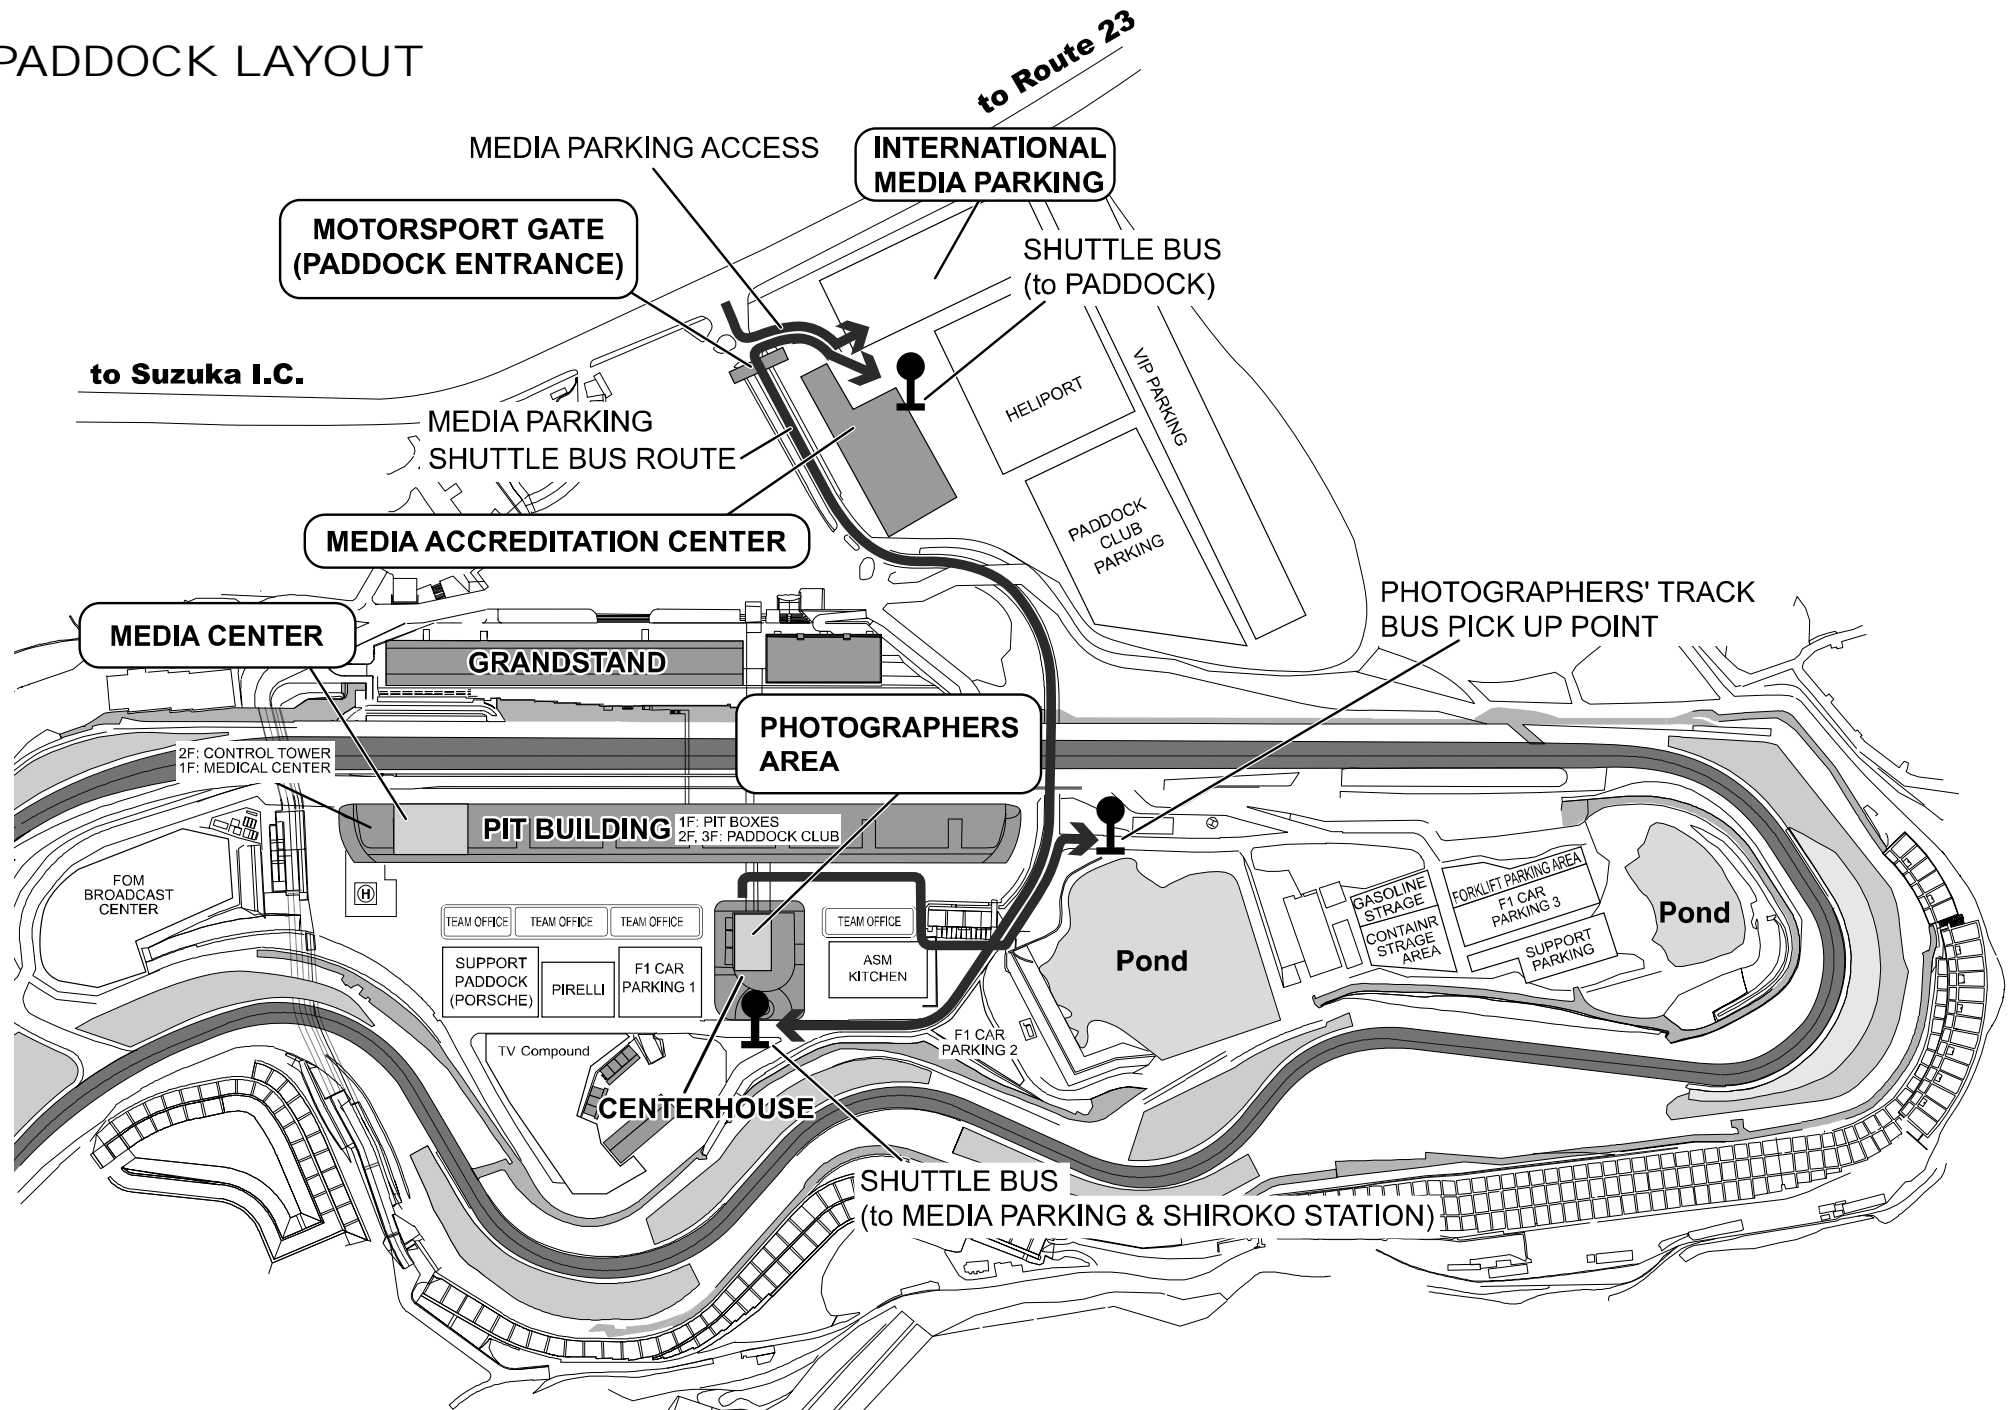 PADDOCK LAYOUT
to Route 23
MEDIA PARKING ACCESS
INTERNATIONAL
MEDIA PARKING
MOTORSPORT GATE
(PADDOCK ENTRANCE)
SHUTTLE BUS
(to PADDOCK)
to Suzuka I.C.
VIP PARKING
HELIPORT
MEDIA PARKING
SHUTTLE BUS ROUTE
MEDIA ACCREDITATION CENTER
PADDOCK
CLUB
PARKING
PHOTOGRAPHERS' TRACK
BUS PICK UP POINT
MEDIA CENTER
GRANDSTAND
PHOTOGRAPHERS
AREA
2F: CONTROL TOWER
1F: MEDICAL CENTER
PIT BUILDING
1F: PIT BOXES
2F, 3F: PADDOCK CLUB
H
FOM
BROADCAST
CENTER
H
TEAM OFFICE
TEAM OFFICE
TEAM OFFICE
TEAM OFFICE
SUPPORT
PADDOCK
(PORSCHE)
PIRELLI
F1 CAR
PARKING 1
ASM
KITCHEN
GASOLINE
STRAGE
CONTAINR
STRAGE
AREA
FORKLIFT PARKING AREA
F1 CAR
PARKING 3
SUPPORT
PARKING
Pond
Pond
F1 CAR
PARKING 2
TV Compound
CENTERHOUSE
SHUTTLE BUS
(to MEDIA PARKING & SHIROKO STATION)